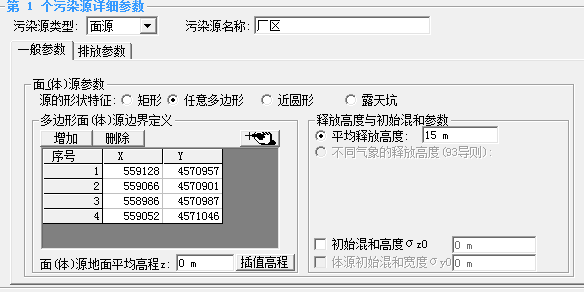 第 1 个污染源详细参数
污染源类型: 面源 污染源名称: 厂区
一般参数 排放参数
面(体)源参数
源的形状特征: 矩形 任意多边形 近圆形 露天坑
多边形面(体)源边界定义
增加 删除
序号 X Y
1 559128 4570957
2 559066 4570901
3 558986 4570987
4 559052 4571046
面(体)源地面平均高程z: 0 m 插值高程
释放高度与初始混和参数
平均释放高度: 15 m
不同气象的释放高度(93导则):
初始混和高度σz0 0 m
体源初始混和宽度σy0 0 m